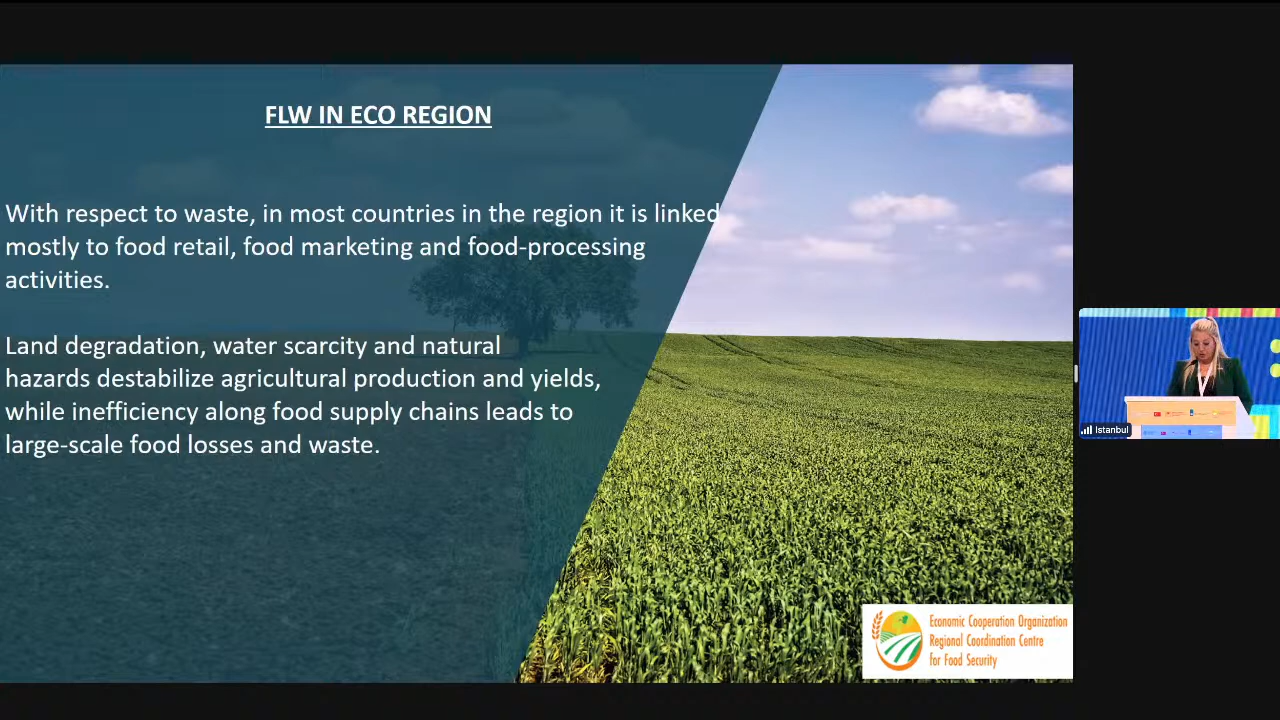 FLW IN ECO REGION
With respect to waste, in most countries in the region it is linked
mostly to food retail, food marketing and food-processing
activities.
Land degradation, water scarcity and natural
hazards destabilize agricultural production and yields,
while inefficiency along food supply chains leads to
large-scale food losses and waste.
Economic Cooperation Organization
Regional Coordination Centre
for Food Security
Istanbul